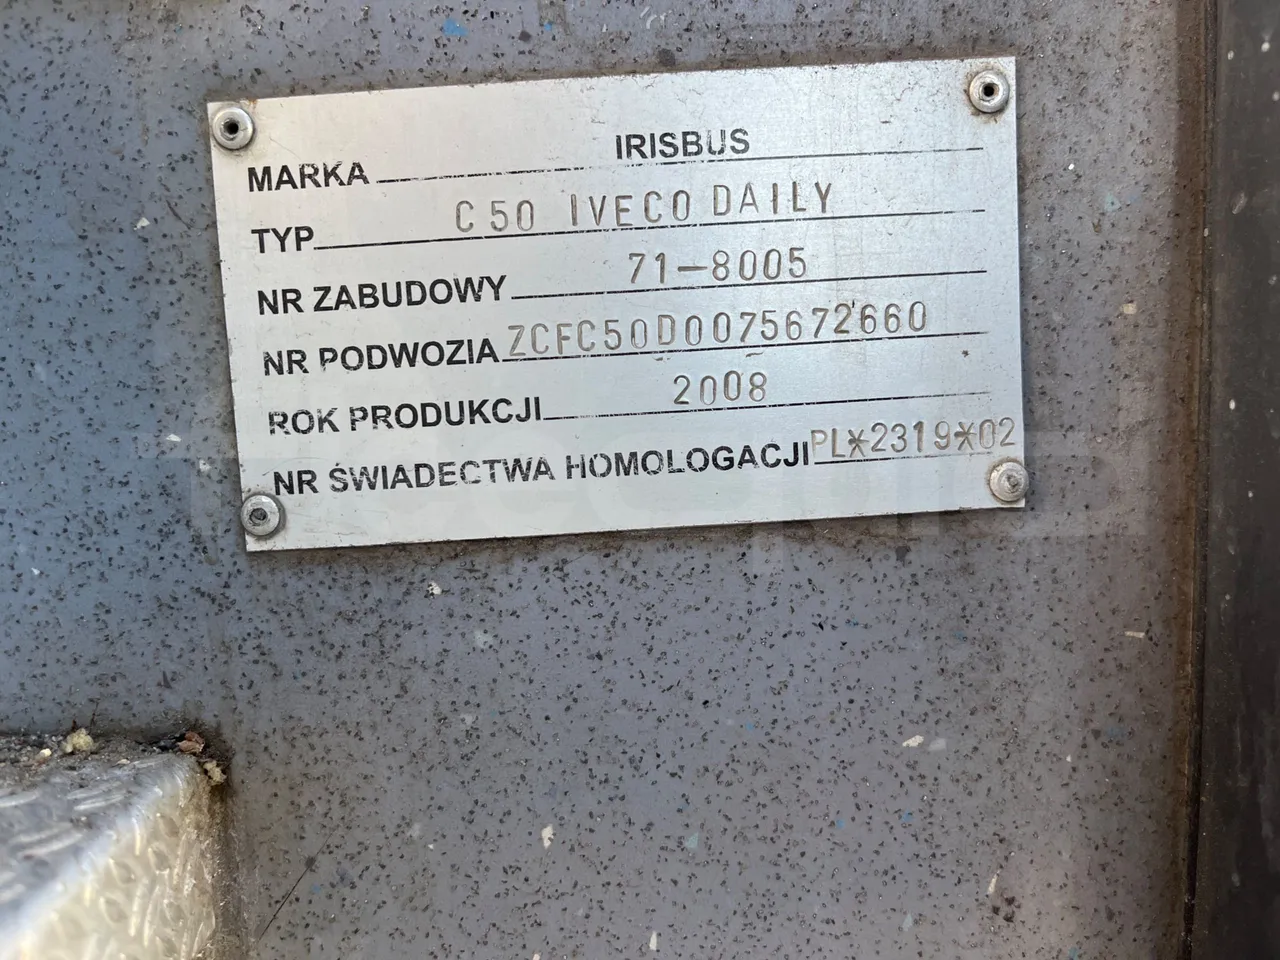 MARKA IRISBUS
TYP C50 IVECO DAILY
NR ZABUDOWY 71-8005
NR PODWOZIA ZCFC50D0075672660
ROK PRODUKCJI 2008
NR ŚWIADECTWA HOMOLOGACJI PL*2319*02